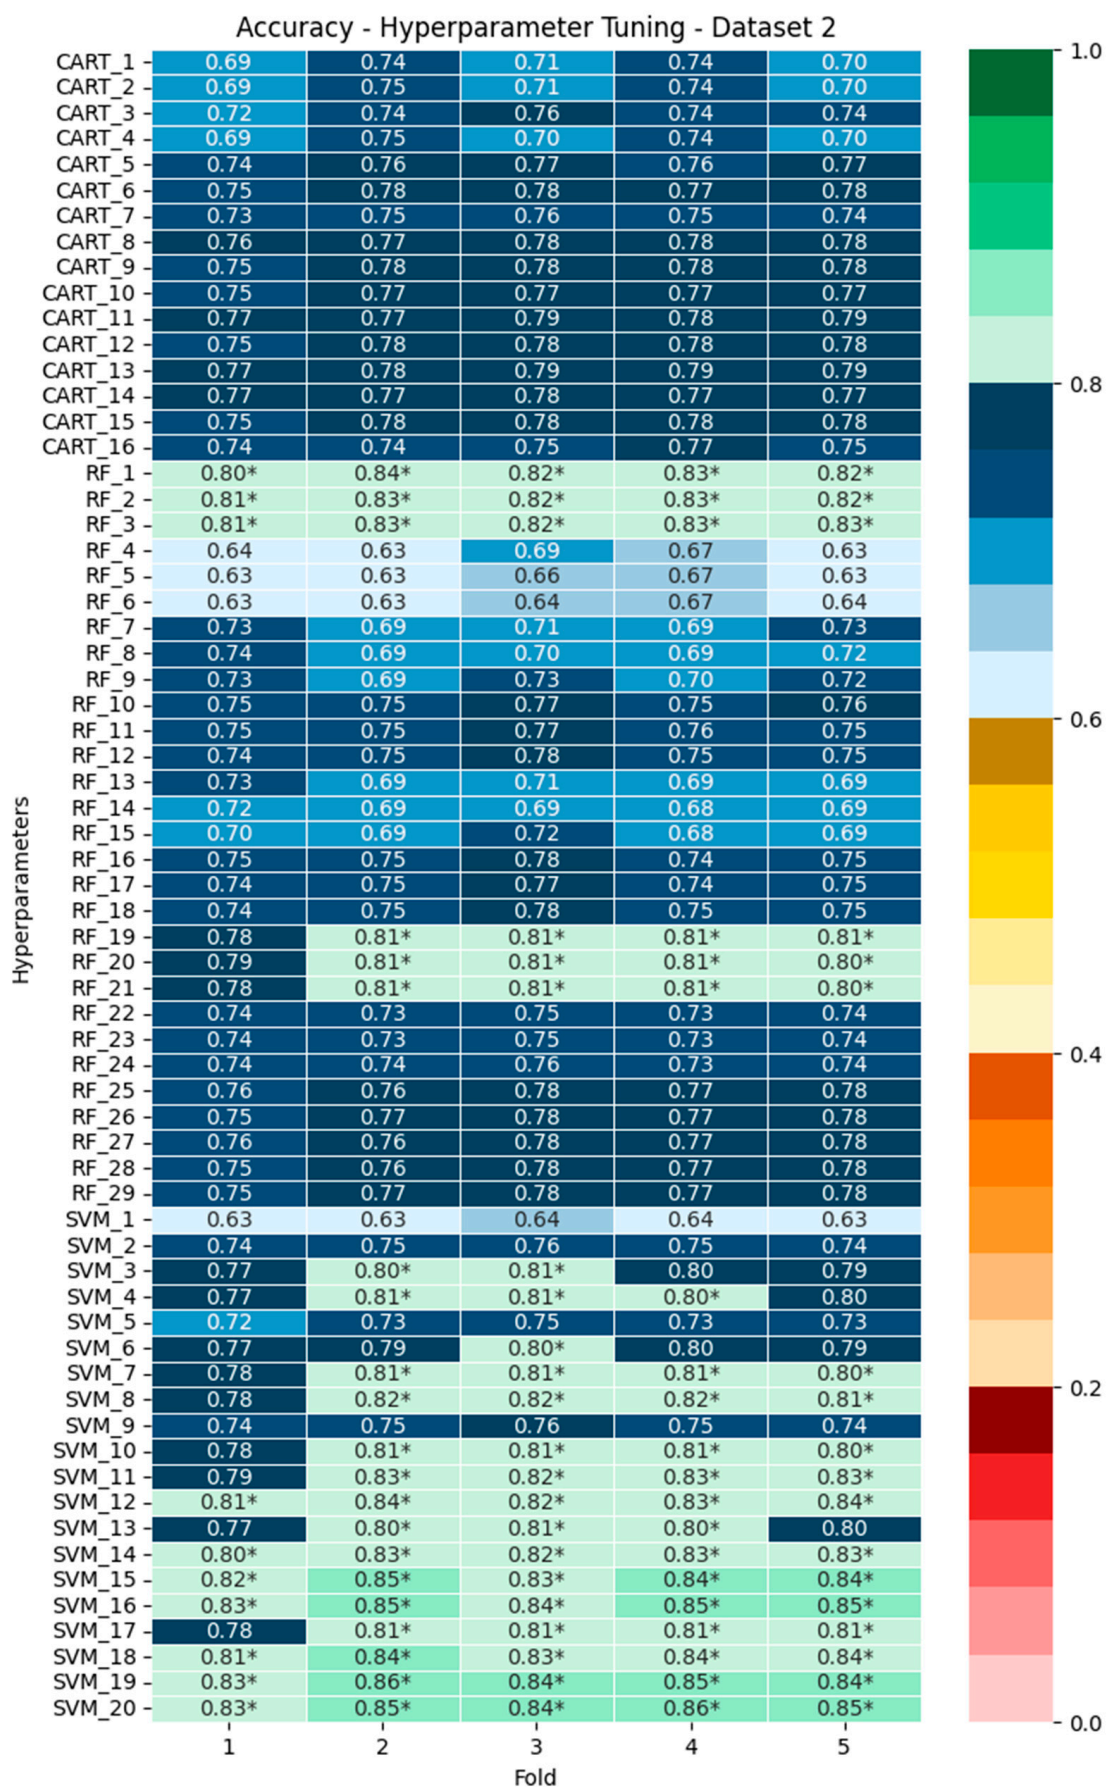 Accuracy - Hyperparameter Tuning - Dataset 2
CART_1 0.69 0.74 0.71 0.74 0.70
CART_2 0.69 0.75 0.71 0.74 0.70
CART_3 0.72 0.74 0.76 0.74 0.74
CART_4 0.69 0.75 0.70 0.74 0.70
CART_5 0.74 0.76 0.77 0.76 0.77
CART_6 0.75 0.78 0.78 0.77 0.78
CART_7 0.73 0.75 0.76 0.75 0.74
CART_8 0.76 0.77 0.78 0.78 0.78
CART_9 0.75 0.78 0.78 0.78 0.78
CART_10 0.75 0.77 0.77 0.77 0.77
CART_11 0.77 0.77 0.79 0.78 0.79
CART_12 0.75 0.78 0.78 0.78 0.78
CART_13 0.77 0.78 0.79 0.79 0.79
CART_14 0.77 0.77 0.78 0.77 0.77
CART_15 0.75 0.78 0.78 0.78 0.78
CART_16 0.74 0.74 0.75 0.77 0.75
RF_1 0.80* 0.84* 0.82* 0.83* 0.82*
RF_2 0.81* 0.83* 0.82* 0.83* 0.82*
RF_3 0.81* 0.83* 0.82* 0.83* 0.83*
RF_4 0.64 0.63 0.69 0.67 0.63
RF_5 0.63 0.63 0.66 0.67 0.63
RF_6 0.63 0.63 0.64 0.67 0.64
RF_7 0.73 0.69 0.71 0.69 0.73
RF_8 0.74 0.69 0.70 0.69 0.72
RF_9 0.73 0.69 0.73 0.70 0.72
RF_10 0.75 0.75 0.77 0.75 0.76
RF_11 0.75 0.75 0.77 0.76 0.75
RF_12 0.74 0.75 0.78 0.75 0.75
RF_13 0.73 0.69 0.71 0.69 0.69
RF_14 0.72 0.69 0.69 0.68 0.69
RF_15 0.70 0.69 0.72 0.68 0.69
RF_16 0.75 0.75 0.78 0.74 0.75
RF_17 0.74 0.75 0.77 0.74 0.75
RF_18 0.74 0.75 0.78 0.75 0.75
RF_19 0.78 0.81* 0.81* 0.81* 0.81*
RF_20 0.79 0.81* 0.81* 0.81* 0.80*
RF_21 0.78 0.81* 0.81* 0.81* 0.80*
RF_22 0.74 0.73 0.75 0.73 0.74
RF_23 0.74 0.73 0.75 0.73 0.74
RF_24 0.74 0.74 0.76 0.73 0.74
RF_25 0.76 0.76 0.78 0.77 0.78
RF_26 0.75 0.77 0.78 0.77 0.78
RF_27 0.76 0.76 0.78 0.77 0.78
RF_28 0.75 0.76 0.78 0.77 0.78
RF_29 0.75 0.77 0.78 0.77 0.78
SVM_1 0.63 0.63 0.64 0.64 0.63
SVM_2 0.74 0.75 0.76 0.75 0.74
SVM_3 0.77 0.80* 0.81* 0.80 0.79
SVM_4 0.77 0.81* 0.81* 0.80* 0.80
SVM_5 0.72 0.73 0.75 0.73 0.73
SVM_6 0.77 0.79 0.80* 0.80 0.79
SVM_7 0.78 0.81* 0.81* 0.81* 0.80*
SVM_8 0.78 0.82* 0.82* 0.82* 0.81*
SVM_9 0.74 0.75 0.76 0.75 0.74
SVM_10 0.78 0.81* 0.81* 0.81* 0.80*
SVM_11 0.79 0.83* 0.82* 0.83* 0.83*
SVM_12 0.81* 0.84* 0.82* 0.83* 0.84*
SVM_13 0.77 0.80* 0.81* 0.80* 0.80
SVM_14 0.80* 0.83* 0.82* 0.83* 0.83*
SVM_15 0.82* 0.85* 0.83* 0.84* 0.84*
SVM_16 0.83* 0.85* 0.84* 0.85* 0.85*
SVM_17 0.78 0.81* 0.81* 0.81* 0.81*
SVM_18 0.81* 0.84* 0.83* 0.84* 0.84*
SVM_19 0.83* 0.86* 0.84* 0.85* 0.84*
SVM_20 0.83* 0.85* 0.84* 0.86* 0.85*
1 2 3 4 5
Fold
Hyperparameters
1.0
0.8
0.6
0.4
0.2
0.0